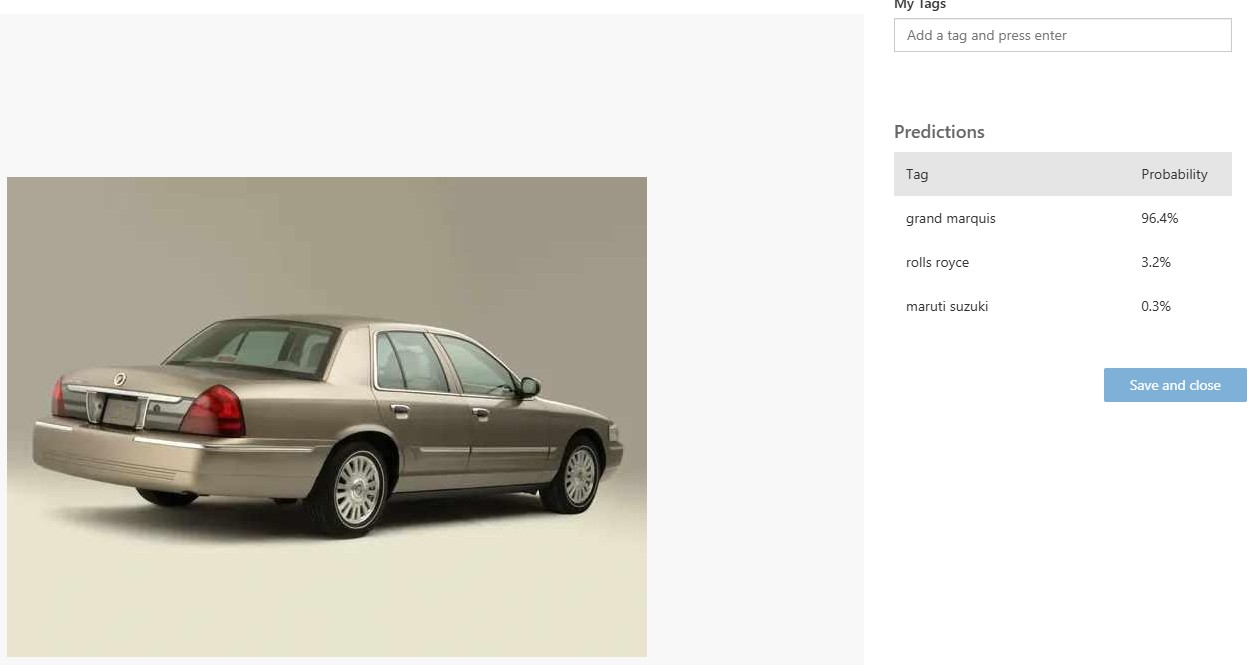 My Tags
Add a tag and press enter
Predictions
Tag Probability
grand marquis 96.4%
rolls royce 3.2%
maruti suzuki 0.3%
Save and close